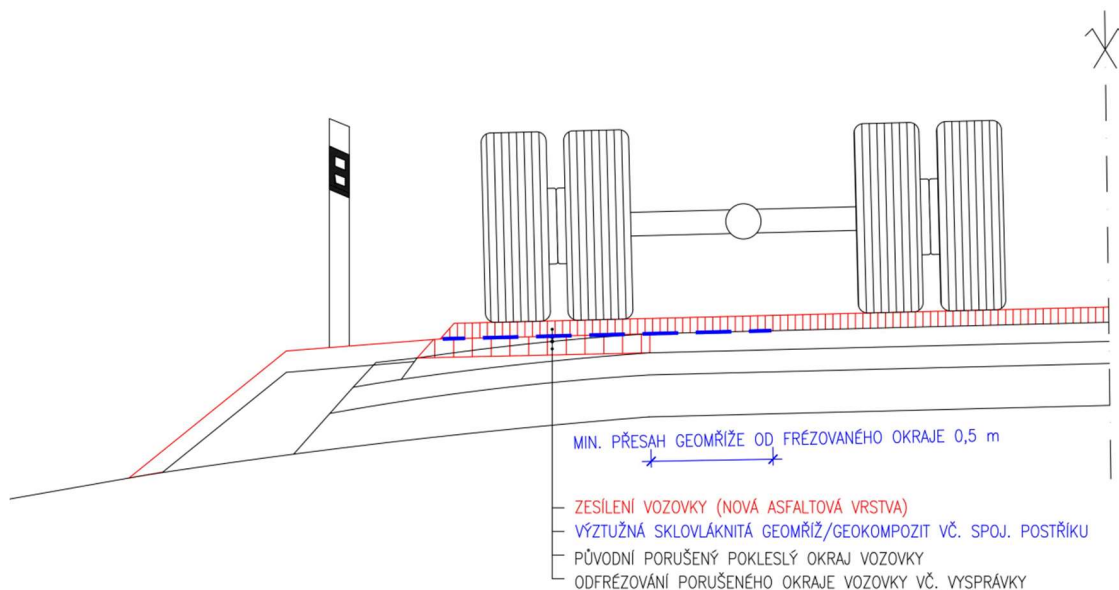 MIN. PŘESAH GEOMŘÍŽE OD FRÉZOVANÉHO OKRAJE 0,5 m
ZESÍLENÍ VOZOVKY (NOVÁ ASFALTOVÁ VRSTVA)
VÝZTUŽNÁ SKLOVLÁKNITÁ GEOMŘÍŽ/GEOKOMPOZIT VČ. SPOJ. POSTŘIKU
PŮVODNÍ PORUŠENÝ POKLESLÝ OKRAJ VOZOVKY
ODFRÉZOVÁNÍ PORUŠENÉHO OKRAJE VOZOVKY VČ. VYSPRÁVKY